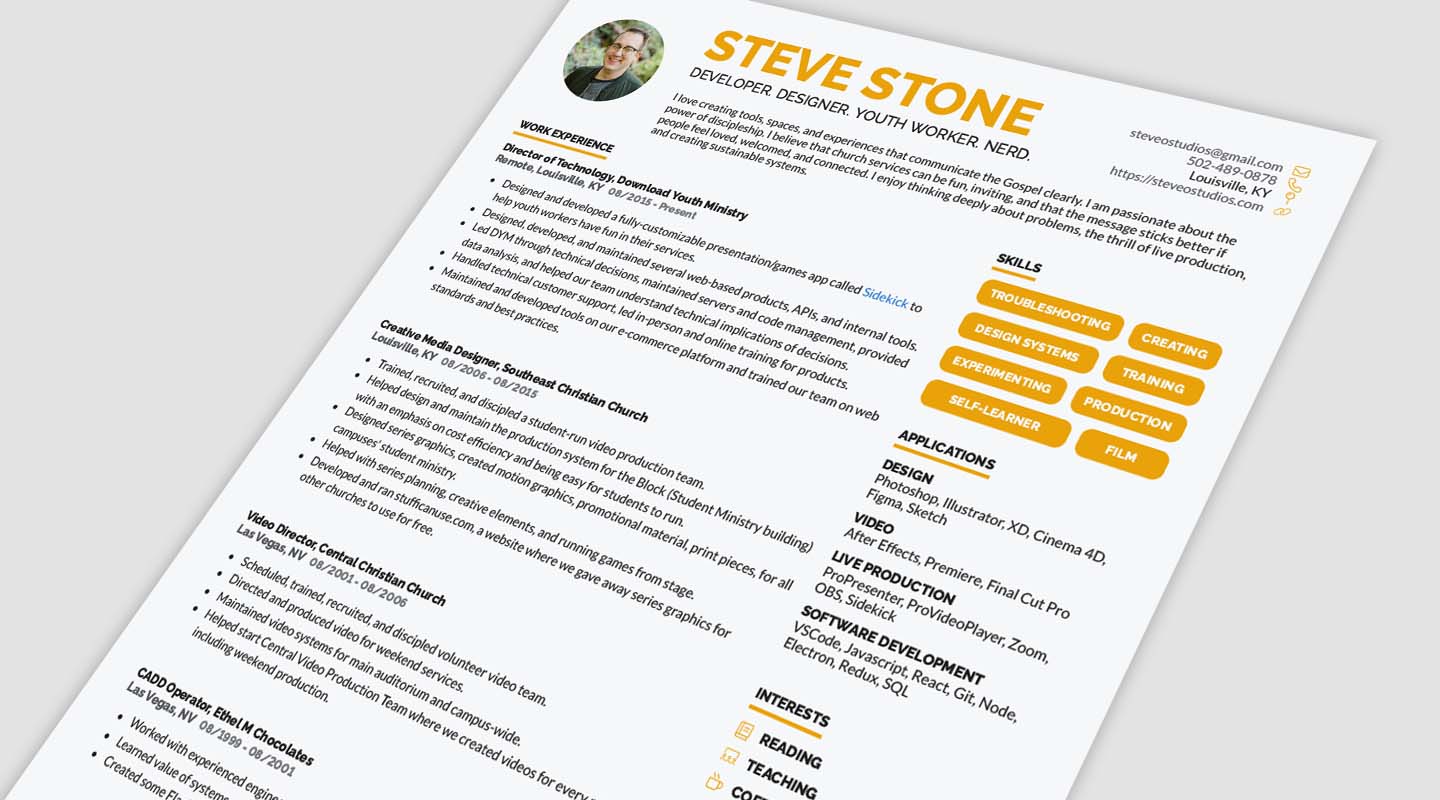 STEVE STONE
DEVELOPER. DESIGNER. YOUTH WORKER. NERD.
I love creating tools, spaces, and experiences that communicate the Gospel clearly. I am passionate about the
power of discipleship. I believe that church services can be fun, inviting, and that the message sticks better if
people feel loved, welcomed, and connected. I enjoy thinking deeply about problems, the thrill of live production,
and creating sustainable systems.
steveostudios@gmail.com
502-489-0878
Louisville, KY
https://steveostudios.com
WORK EXPERIENCE
Director of Technology, Download Youth Ministry
Remote, Louisville, KY 08/2015 - Present
• Designed and developed a fully-customizable presentation/games app called Sidekick to
help youth workers have fun in their services.
• Designed, developed, and maintained several web-based products, APIs, and internal tools.
• Led DYM through technical decisions, maintained servers and code management, provided
data analysis, and helped our team understand technical implications of decisions.
• Handled technical customer support, led in-person and online training for products.
• Maintained and developed tools on our e-commerce platform and trained our team on web
standards and best practices.
Creative Media Designer, Southeast Christian Church
Louisville, KY 08/2006 - 08/2015
• Trained, recruited, and discipled a student-run video production team.
• Helped design and maintain the production system for the Block (Student Ministry building)
with an emphasis on cost efficiency and being easy for students to run.
• Designed series graphics, created motion graphics, promotional material, print pieces, for all
campuses' student ministry.
• Helped with series planning, creative elements, and running games from stage.
• Developed and ran stufficanuse.com, a website where we gave away series graphics for
other churches to use for free.
Video Director, Central Christian Church
Las Vegas, NV 08/2001 - 08/2006
• Scheduled, trained, recruited, and discipled volunteer video team.
• Directed and produced video for weekend services.
• Maintained video systems for main auditorium and campus-wide.
• Helped start Central Video Production Team where we created videos for every
including weekend production.
CADD Operator, Ethel M Chocolates
Las Vegas, NV 08/1999 - 08/2001
• Worked with experienced
• Learned value of
• Created some
SKILLS
TROUBLESHOOTING
CREATING
DESIGN SYSTEMS
TRAINING
EXPERIMENTING
PRODUCTION
SELF-LEARNER
FILM
APPLICATIONS
DESIGN
Photoshop, Illustrator, XD, Cinema 4D,
Figma, Sketch
VIDEO
After Effects, Premiere, Final Cut Pro
LIVE PRODUCTION
ProPresenter, ProVideoPlayer, Zoom,
OBS, Sidekick
SOFTWARE DEVELOPMENT
VSCode, Javascript, React, Git, Node,
Electron, Redux, SQL
INTERESTS
READING
TEACHING